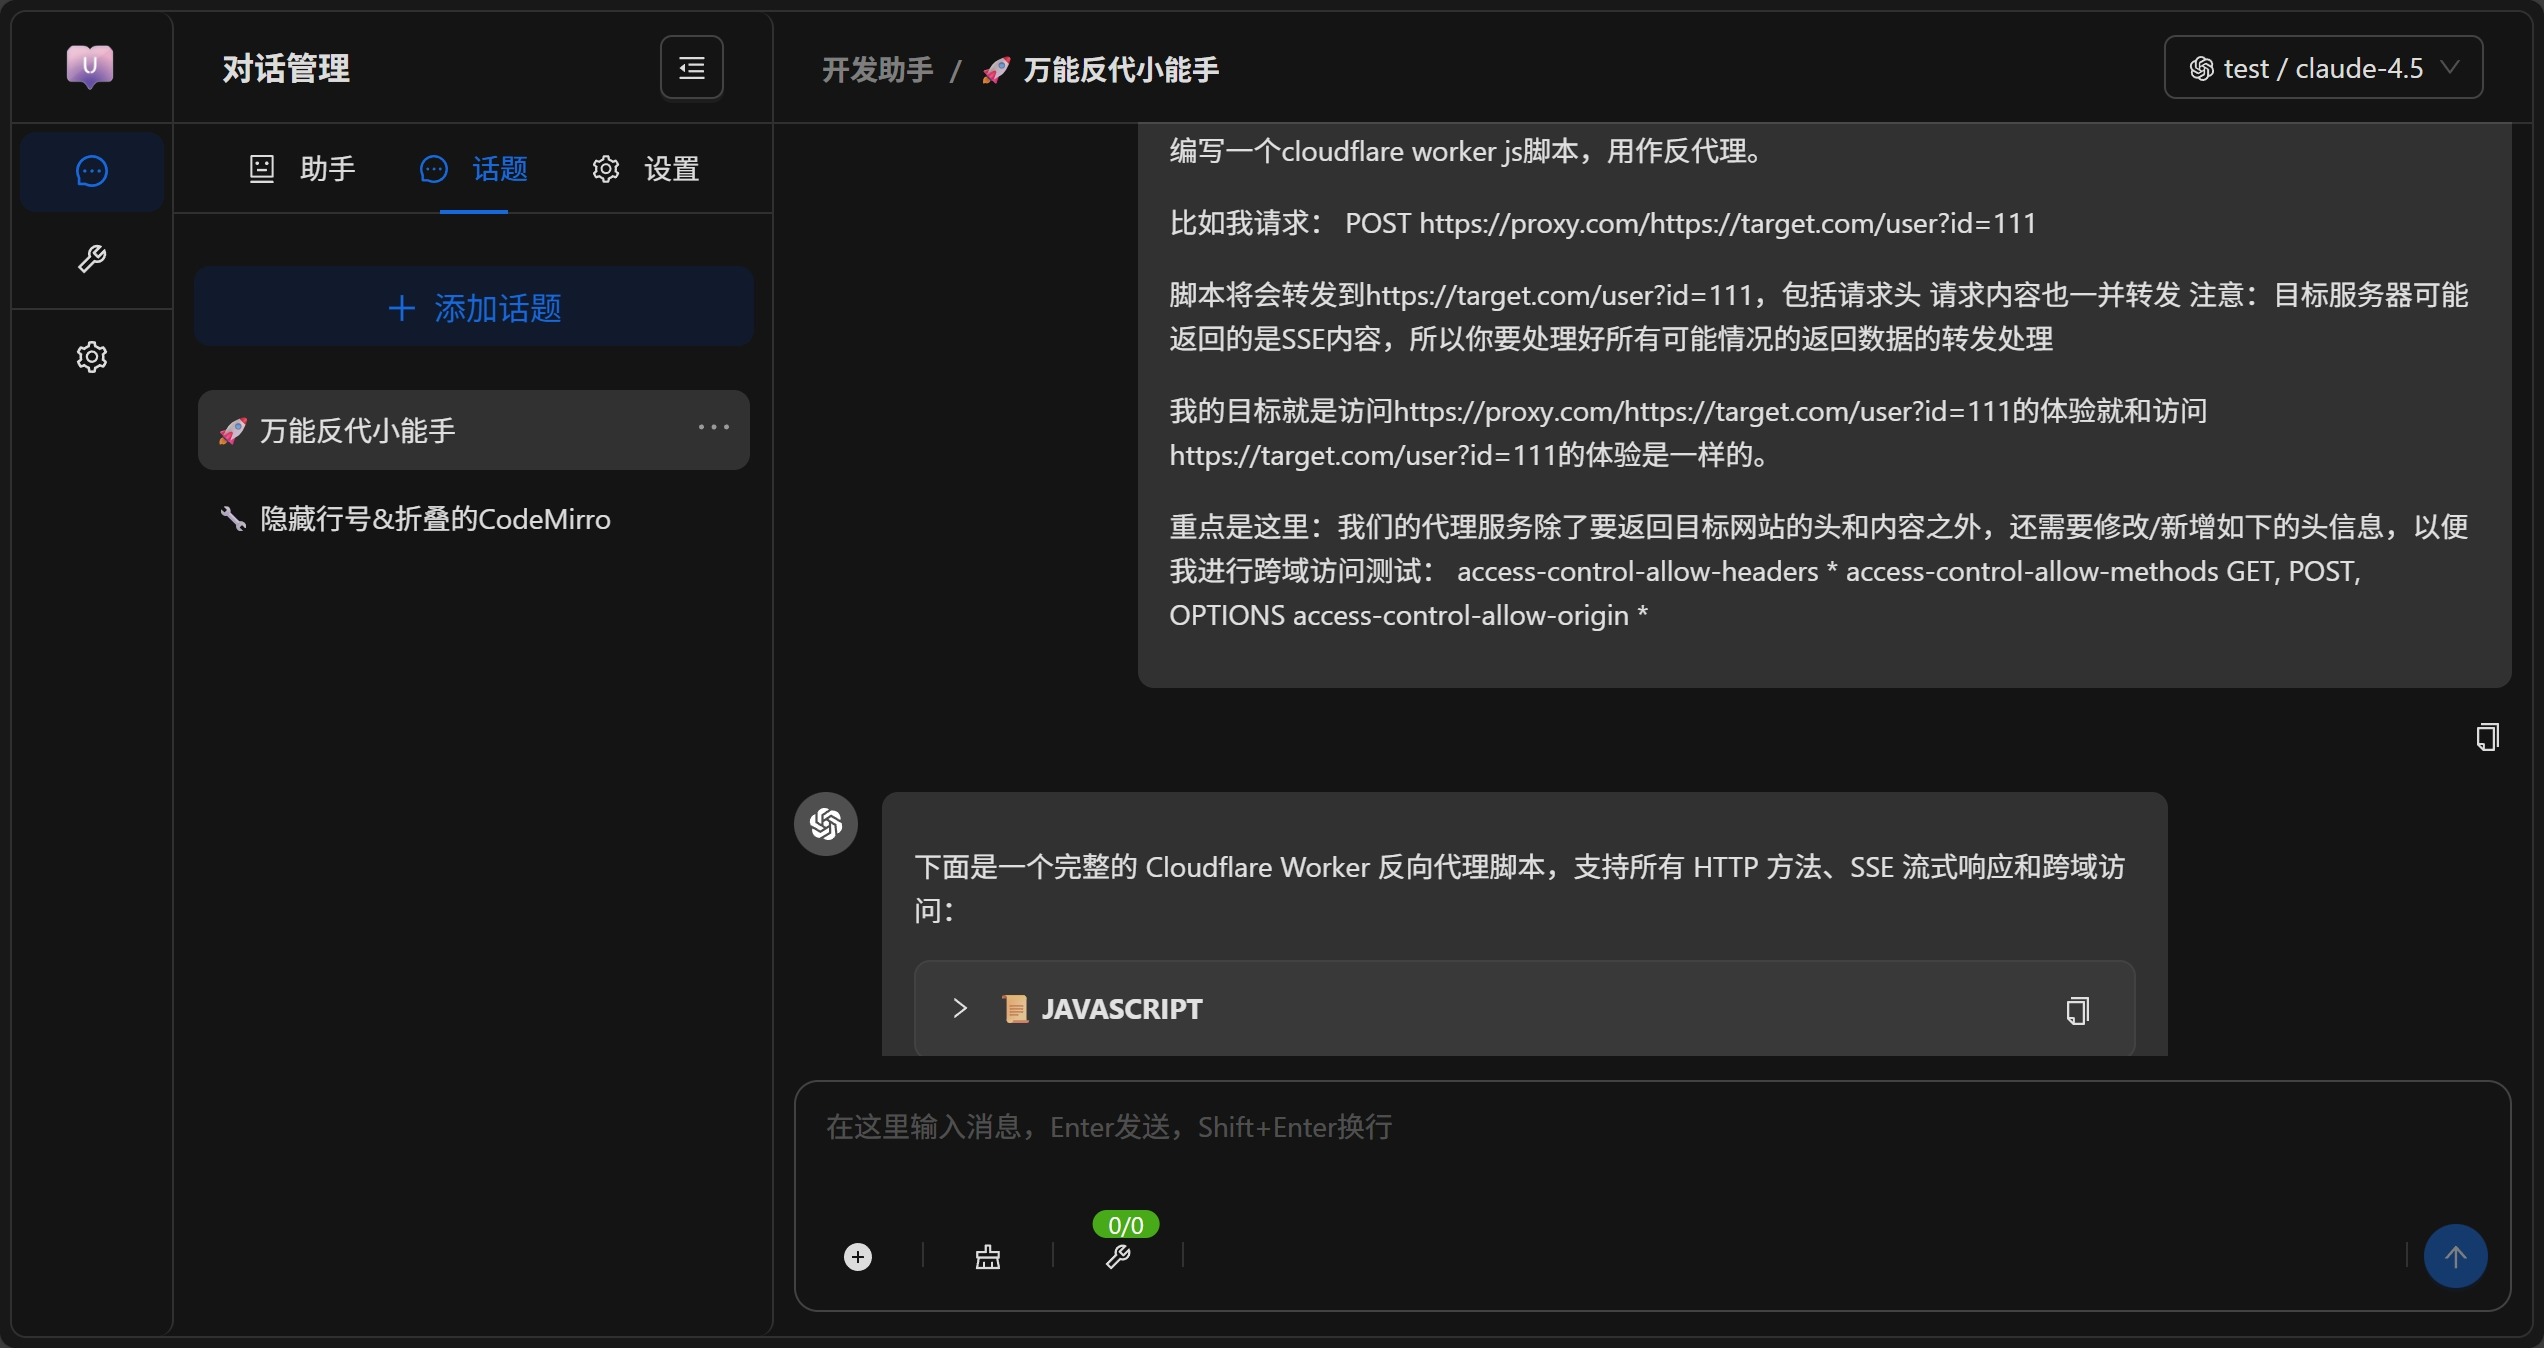 U
对话管理
开发助手 / 🚀 万能反代小能手
test / claude-4.5
助手
话题
设置
+ 添加话题
🚀 万能反代小能手 ···
🔧 隐藏行号&折叠的CodeMirro
编写一个cloudflare worker js脚本，用作反代理。
比如我请求： POST https://proxy.com/https://target.com/user?id=111
脚本将会转发到https://target.com/user?id=111，包括请求头 请求内容也一并转发 注意：目标服务器可能
返回的是SSE内容，所以你要处理好所有可能情况的返回数据的转发处理
我的目标就是访问https://proxy.com/https://target.com/user?id=111的体验就和访问
https://target.com/user?id=111的体验是一样的。
重点是这里：我们的代理服务除了要返回目标网站的头和内容之外，还需要修改/新增如下的头信息，以便
我进行跨域访问测试： access-control-allow-headers * access-control-allow-methods GET, POST,
OPTIONS access-control-allow-origin *
下面是一个完整的 Cloudflare Worker 反向代理脚本，支持所有 HTTP 方法、SSE 流式响应和跨域访
问：
📜 JAVASCRIPT
在这里输入消息，Enter发送，Shift+Enter换行
0/0